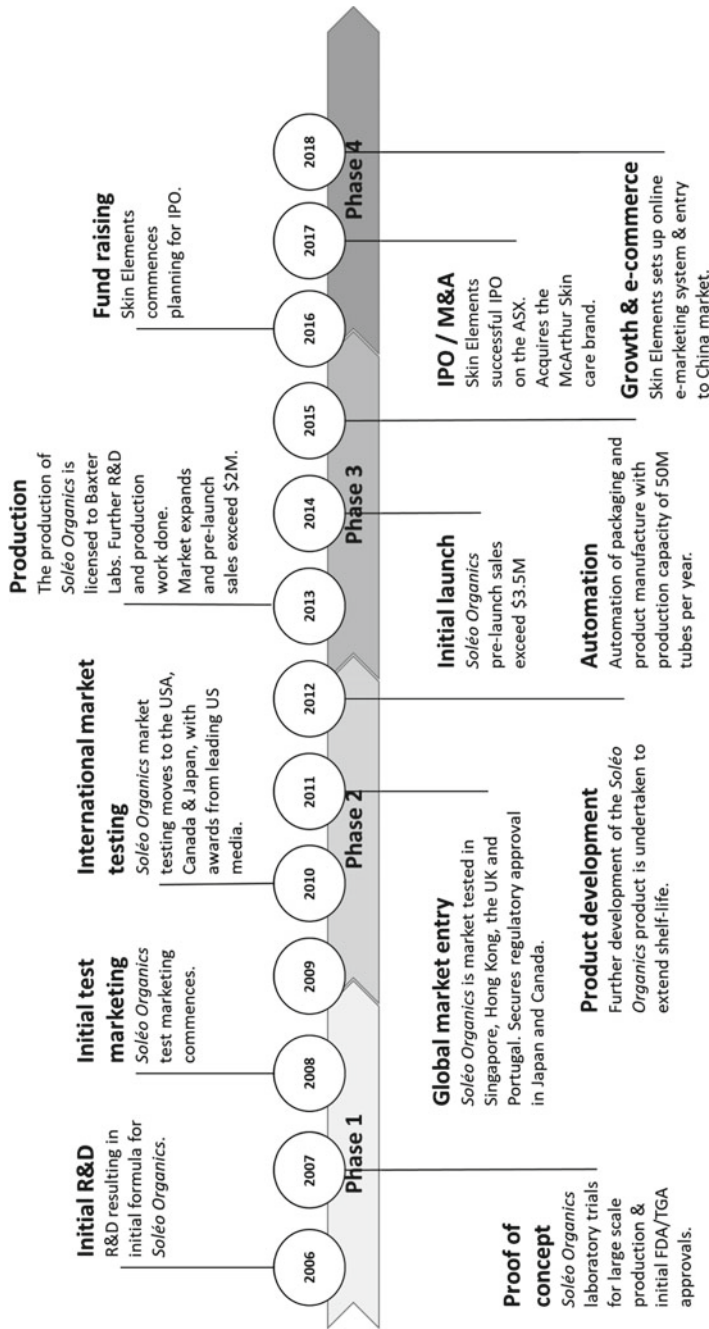 Initial R&D
R&D resulting in
initial formula for
Soléo Organics.
Initial test
marketing
Soléo Organics
test marketing
commences.
International market
testing
Soléo Organics market
testing moves to the USA,
Canada & Japan, with
awards from leading US
media.
Production
The production of
Soléo Organics is
licensed to Baxter
Labs. Further R&D
and production
work done.
Market expands
and pre-launch
sales exceed $2M.
Fund raising
Skin Elements
commences
planning for IPO.
2006
2007
2008
2009
2010
2011
2012
2013
2014
2015
2016
2017
2018
Phase 1
Phase 2
Phase 3
Phase 4
Proof of
concept
Soléo Organics
laboratory trials
for large scale
production &
initial FDA/TGA
approvals.
Global market entry
Soléo Organics is market tested in
Singapore, Hong Kong, the UK and
Portugal. Secures regulatory approval
in Japan and Canada.
Product development
Further development of the Soléo
Organics product is undertaken to
extend shelf-life.
Initial launch
Soléo Organics
pre-launch sales
exceed $3.5M
Automation
Automation of packaging and
product manufacture with
production capacity of 50M
tubes per year.
IPO / M&A
Skin Elements
successful IPO
on the ASX.
Acquires the
McArthur Skin
care brand.
Growth & e-commerce
Skin Elements sets up online
e-marketing system & entry
to China market.